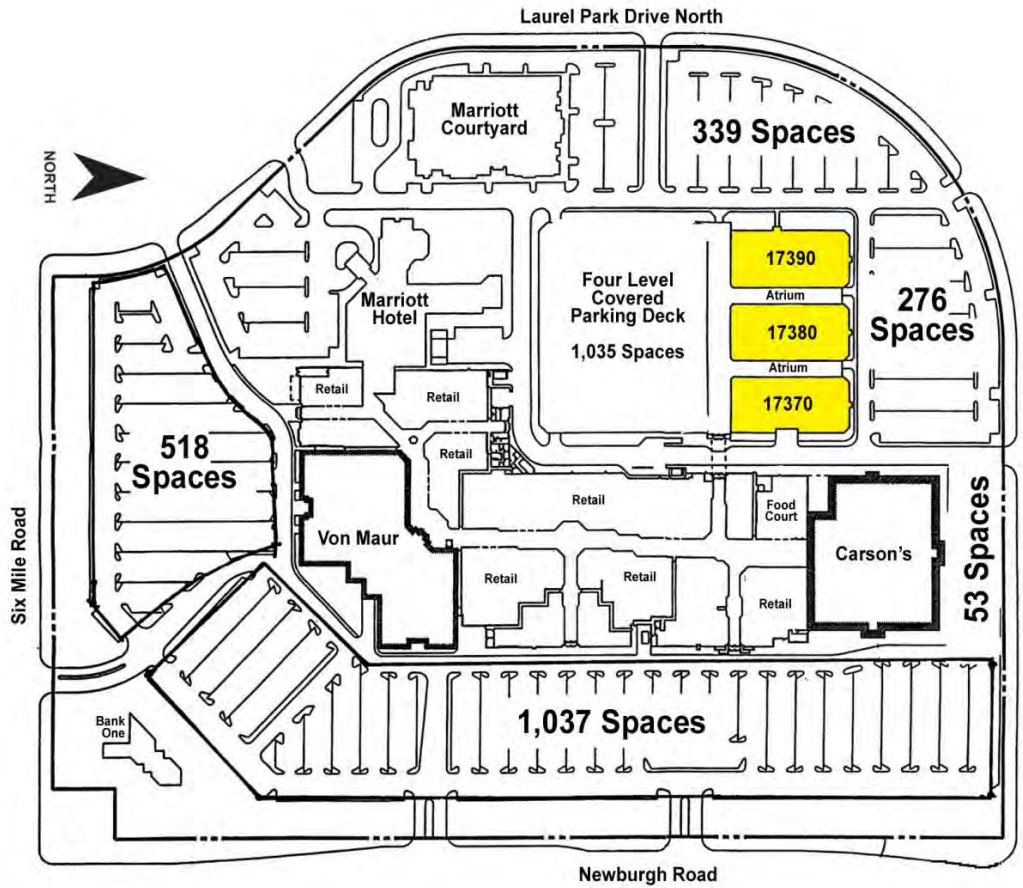 Laurel Park Drive North
Marriott
Courtyard
339 Spaces
NORTH
17390
Four Level
Covered
Parking Deck
1,035 Spaces
Atrium
276
Spaces
Marriott
Hotel
17380
Atrium
Retail
Retail
17370
518
Spaces
Retail
Retail
Food
Court
Von Maur
Carson's
53 Spaces
Six Mile Road
Retail
Retail
Retail
1,037 Spaces
Bank
One
Newburgh Road